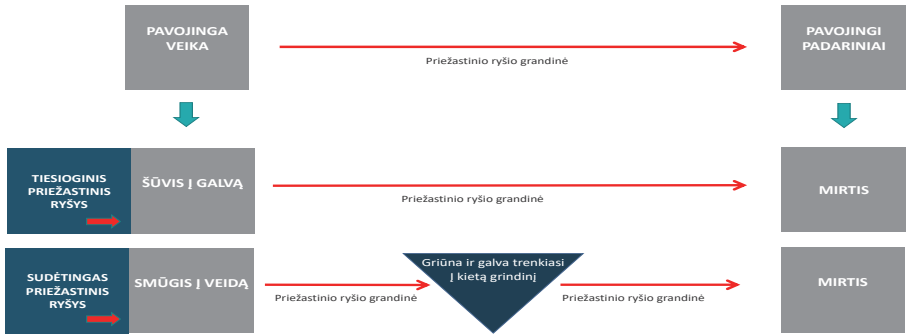 PAVOJINGA
VEIKA
Priežastinio ryšio grandinė
PAVOJINGI
PADARINIAI
TIESIOGINIS
PRIEŽASTINIS
RYŠYS
ŠŪVIS Į GALVĄ
Priežastinio ryšio grandinė
MIRTIS
SUDĖTINGAS
PRIEŽASTINIS
RYŠYS
SMŪGIS Į VEIDĄ
Priežastinio ryšio grandinė
Griūna ir galva trenkiasi
Į kietą grindinį
Priežastinio ryšio grandinė
MIRTIS